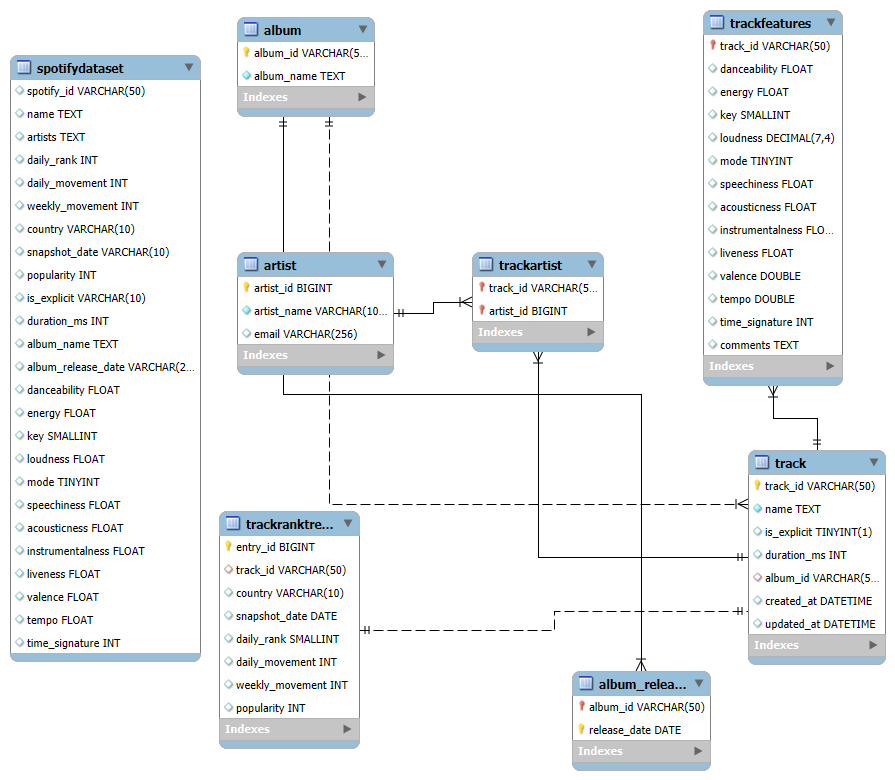 spotifydataset
spotify_id VARCHAR(50)
name TEXT
artists TEXT
daily_rank INT
daily_movement INT
weekly_movement INT
country VARCHAR(10)
snapshot_date VARCHAR(10)
popularity INT
is_explicit VARCHAR(10)
duration_ms INT
album_name TEXT
album_release_date VARCHAR(2...
danceability FLOAT
energy FLOAT
key SMALLINT
loudness FLOAT
mode TINYINT
speechiness FLOAT
acousticness FLOAT
instrumentalness FLOAT
liveness FLOAT
valence FLOAT
tempo FLOAT
time_signature INT
album
album_id VARCHAR(5...
album_name TEXT
Indexes
artist
artist_id BIGINT
artist_name VARCHAR(10...
email VARCHAR(256)
Indexes
trackartist
track_id VARCHAR(5...
artist_id BIGINT
Indexes
trackfeatures
track_id VARCHAR(50)
danceability FLOAT
energy FLOAT
key SMALLINT
loudness DECIMAL(7,4)
mode TINYINT
speechiness FLOAT
acousticness FLOAT
instrumentalness FLO...
liveness FLOAT
valence DOUBLE
tempo DOUBLE
time_signature INT
comments TEXT
Indexes
track
track_id VARCHAR(50)
name TEXT
is_explicit TINYINT(1)
duration_ms INT
album_id VARCHAR(5...
created_at DATETIME
updated_at DATETIME
Indexes
trackranktre...
entry_id BIGINT
track_id VARCHAR(50)
country VARCHAR(10)
snapshot_date DATE
daily_rank SMALLINT
daily_movement INT
weekly_movement INT
popularity INT
Indexes
album_relea...
album_id VARCHAR(50)
release_date DATE
Indexes